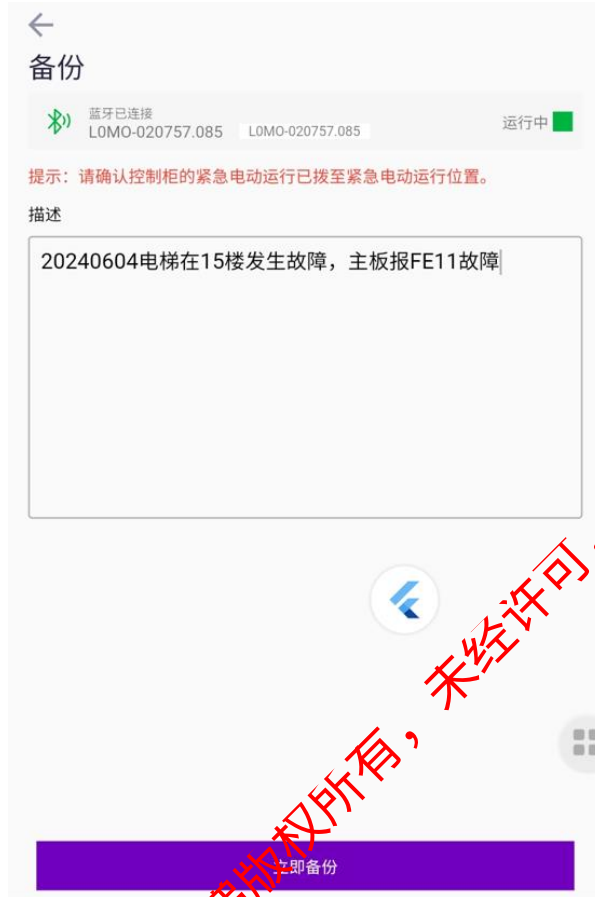 备份
蓝牙已连接
L0MO-020757.085 L0MO-020757.085
运行中
提示：请确认控制柜的紧急电动运行已拨至紧急电动运行位置。
描述
20240604电梯在15楼发生故障，主板报FE11故障
版权所有，未经许可，
立即备份